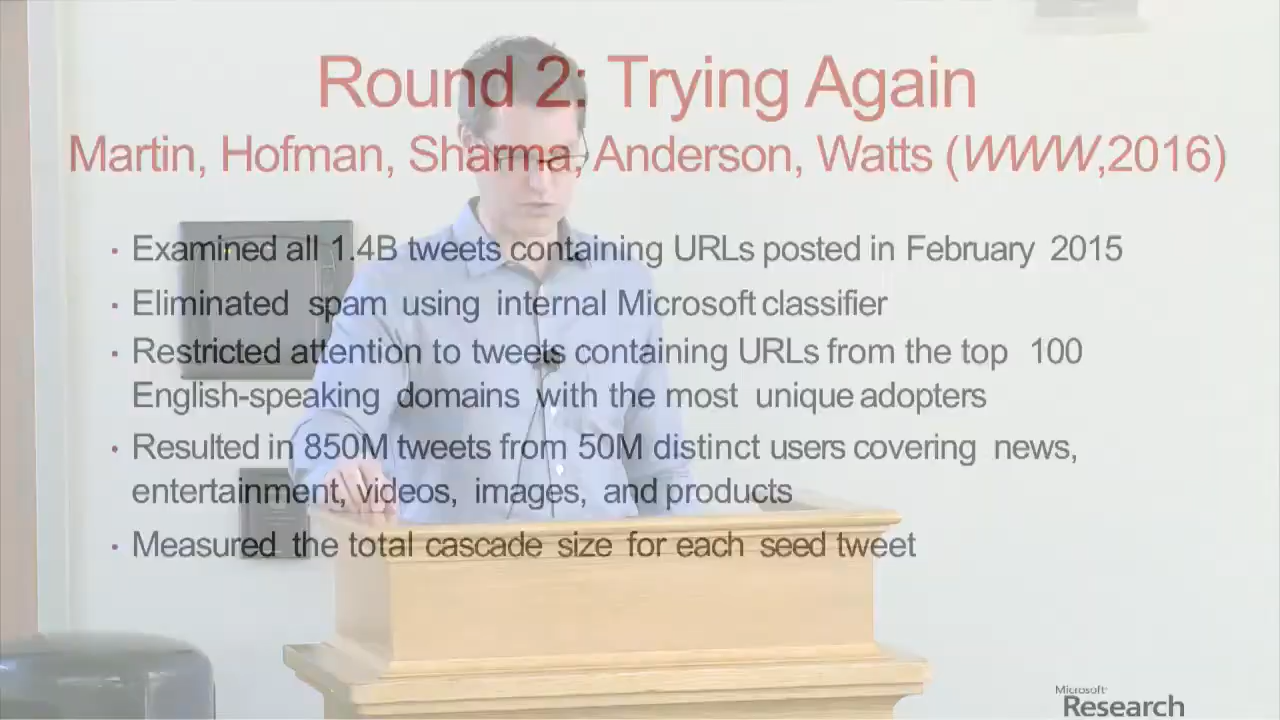 Round 2: Trying Again
Martin, Hofman, Sharma, Anderson, Watts (WWW,2016)
· Examined all 1.4B tweets containing URLs posted in February 2015
· Eliminated spam using internal Microsoft classifier
· Restricted attention to tweets containing URLs from the top 100
English-speaking domains with the most unique adopters
· Resulted in 850M tweets from 50M distinct users covering news,
entertainment, videos, images, and products
· Measured the total cascade size for each seed tweet
Microsoft
Research